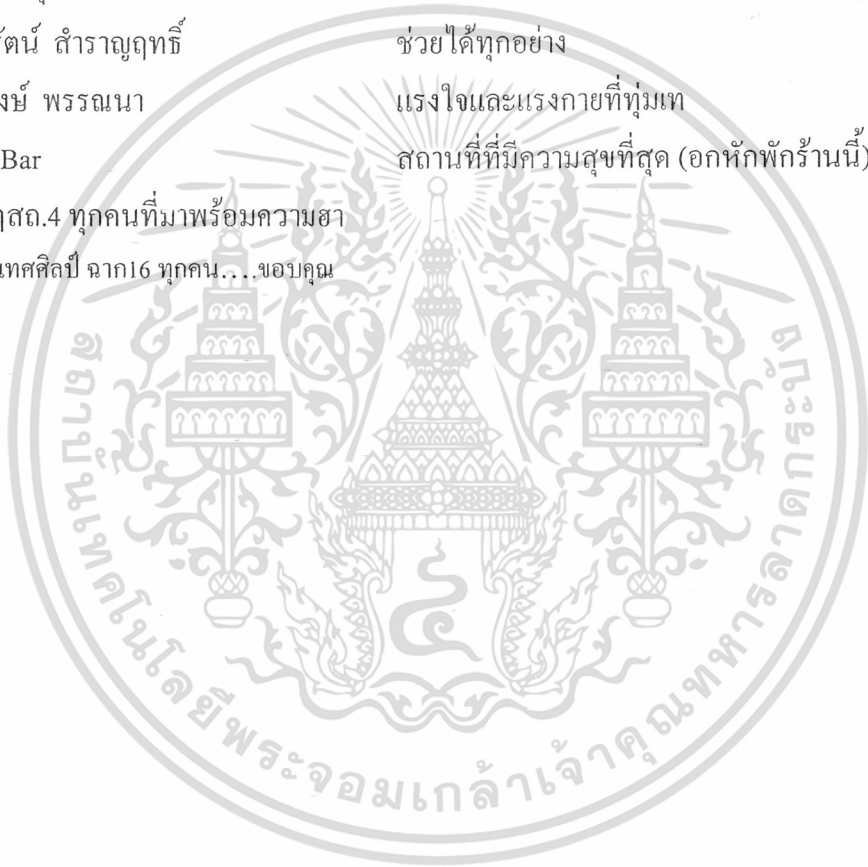 รัตน์ สำราญฤทธิ์ ช่วยได้ทุกอย่าง
งษ์ พรรณนา แรงใจและแรงกายที่ทุ่มเท
Bar สถานที่ที่มีความสุขที่สุด (อกหักพักร้านนี้)
สถ.4 ทุกคนที่มาพร้อมความฮา
เทศศิลป์ ฉาก16 ทุกคน....ขอบคุณ
สถาบันเทคโนโลยีพระจอมเกล้าเจ้าคุณทหารลาดกระบัง
๔